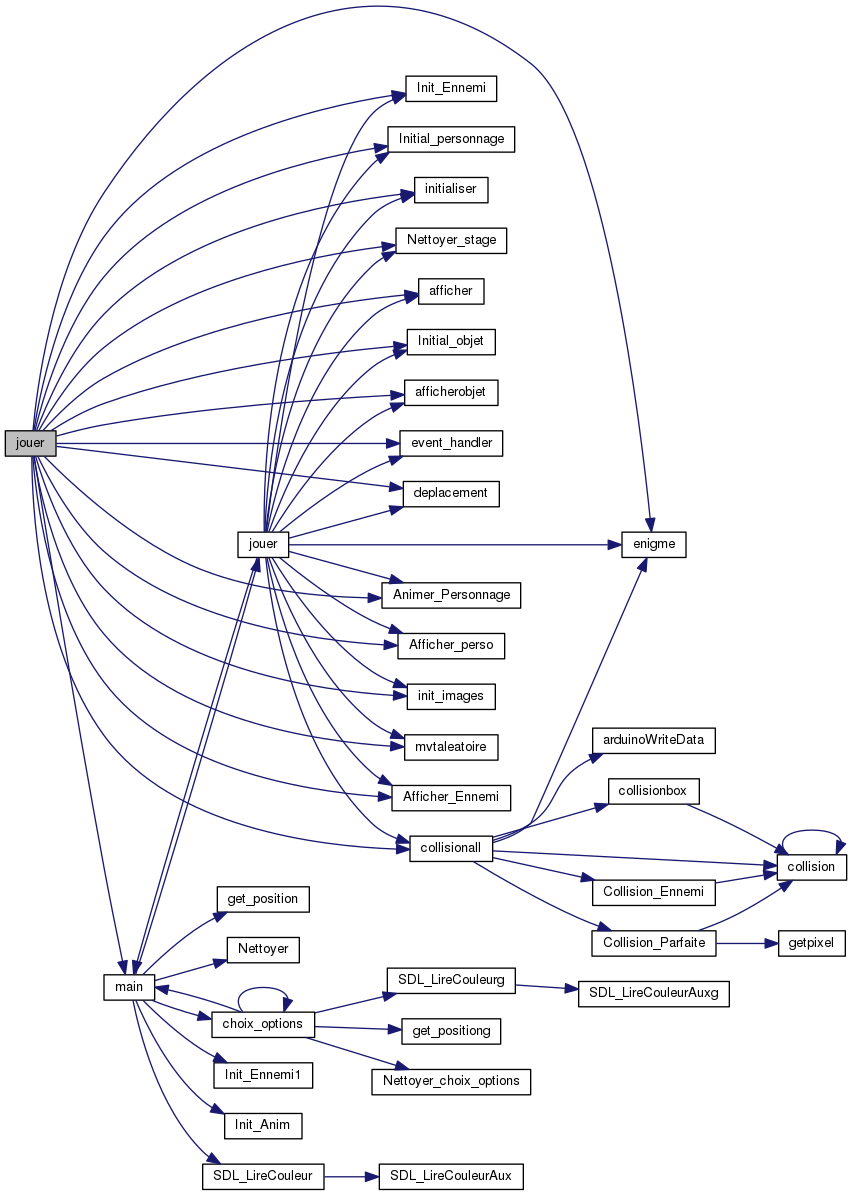 Init_Ennemi
Initial_personnage
initialiser
Nettoyer_stage
afficher
Initial_objet
afficherobjet
jouer
event_handler
deplacement
jouer
enigme
Animer_Personnage
Afficher_perso
init_images
arduinoWriteData
mvtaleatoire
collisionbox
Afficher_Ennemi
collisionall
collision
Collision_Ennemi
get_position
Collision_Parfaite
getpixel
Nettoyer
SDL_LireCouleurg
main
SDL_LireCouleurAuxg
choix_options
get_positiong
Init_Ennemi1
Nettoyer_choix_options
Init_Anim
SDL_LireCouleur
SDL_LireCouleurAux